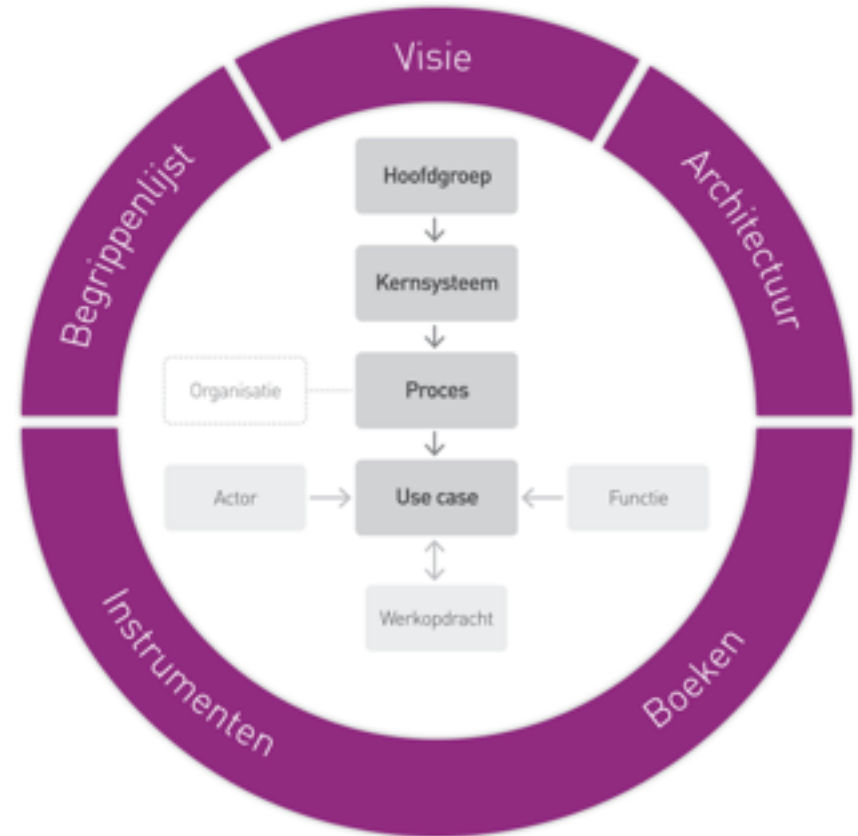 Visie
Begrippenlijst
Architectuur
Hoofdgroep
Kernsysteem
Organisatie
Proces
Actor
Use case
Functie
Werkopdracht
Instrumenten
Boeken